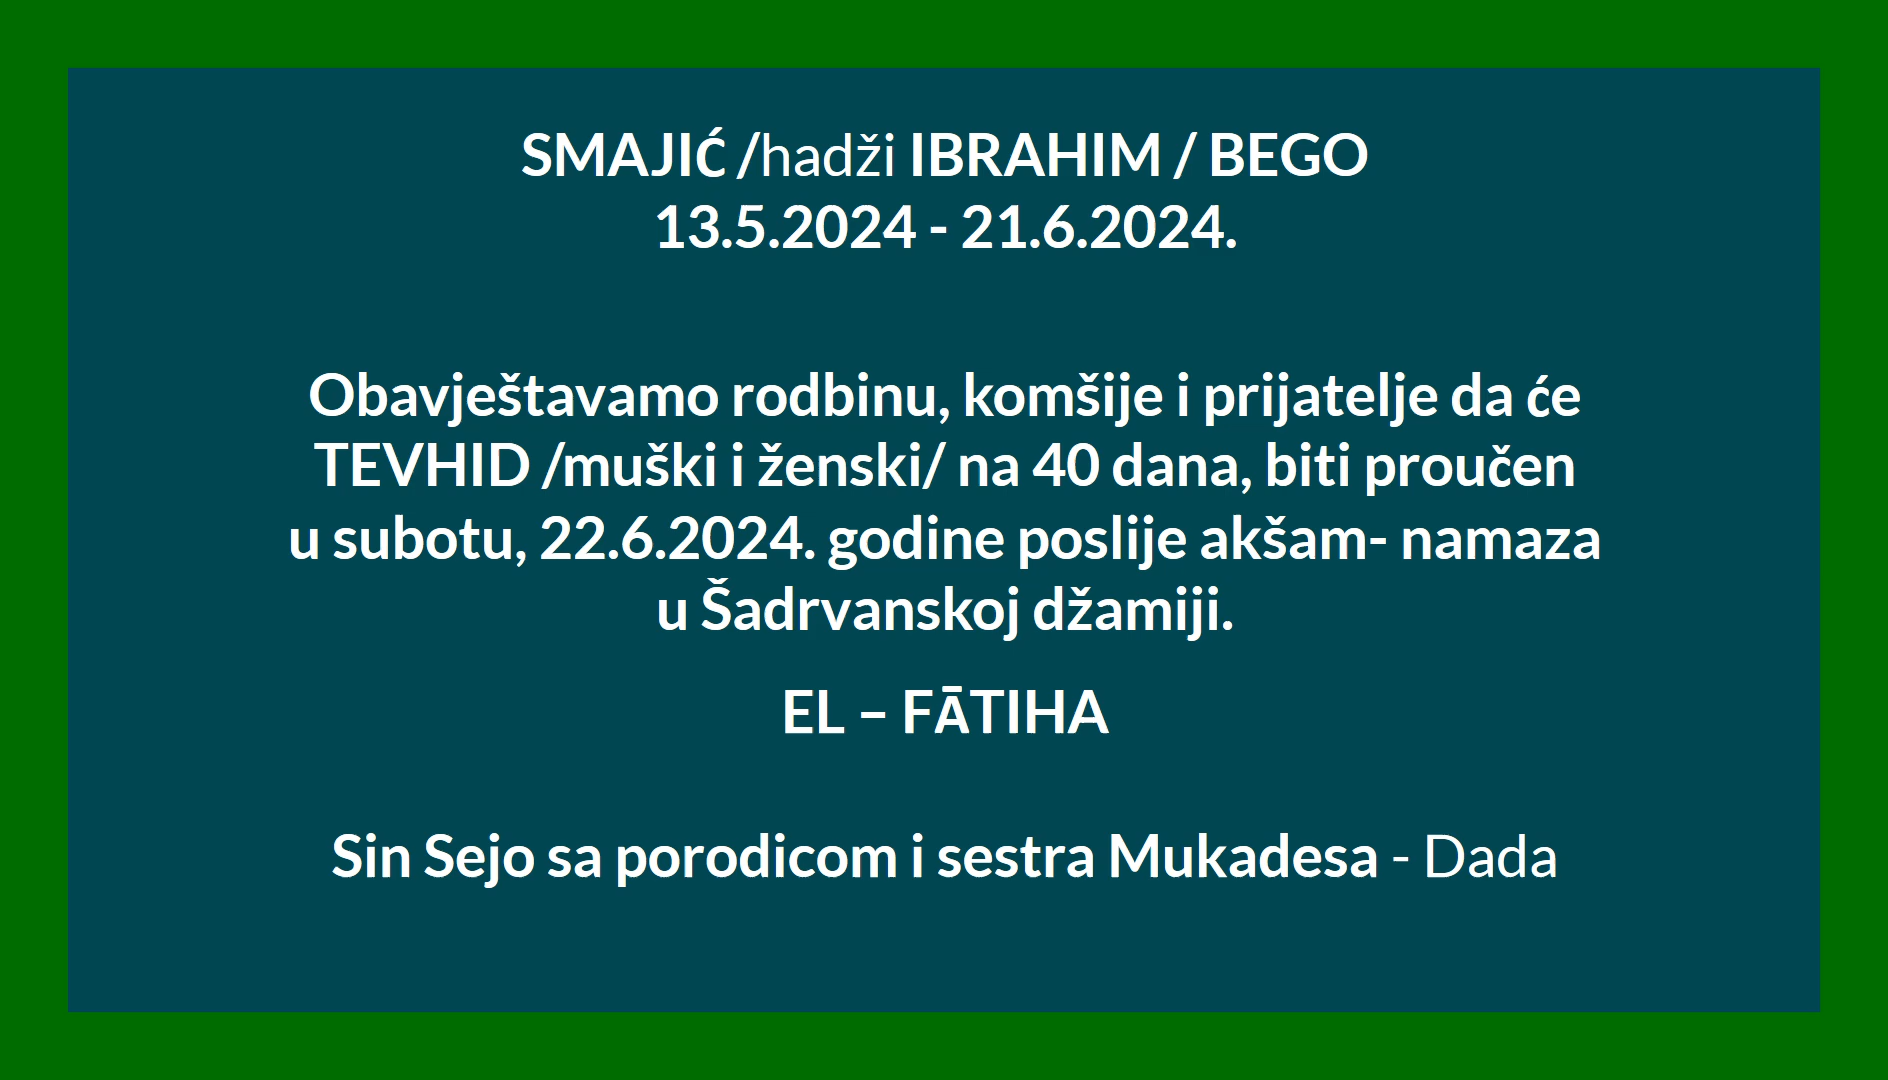 SMAJIĆ /hadži IBRAHIM / BEGO
13.5.2024 - 21.6.2024.
Obavještavamo rodbinu, komšije i prijatelje da će
TEVHID /muški i ženski/ na 40 dana, biti proučen
u subotu, 22.6.2024. godine poslije akšam- namaza
u Šadrvanskoj džamiji.
EL – FĀTIHA
Sin Sejo sa porodicom i sestra Mukadesa - Dada